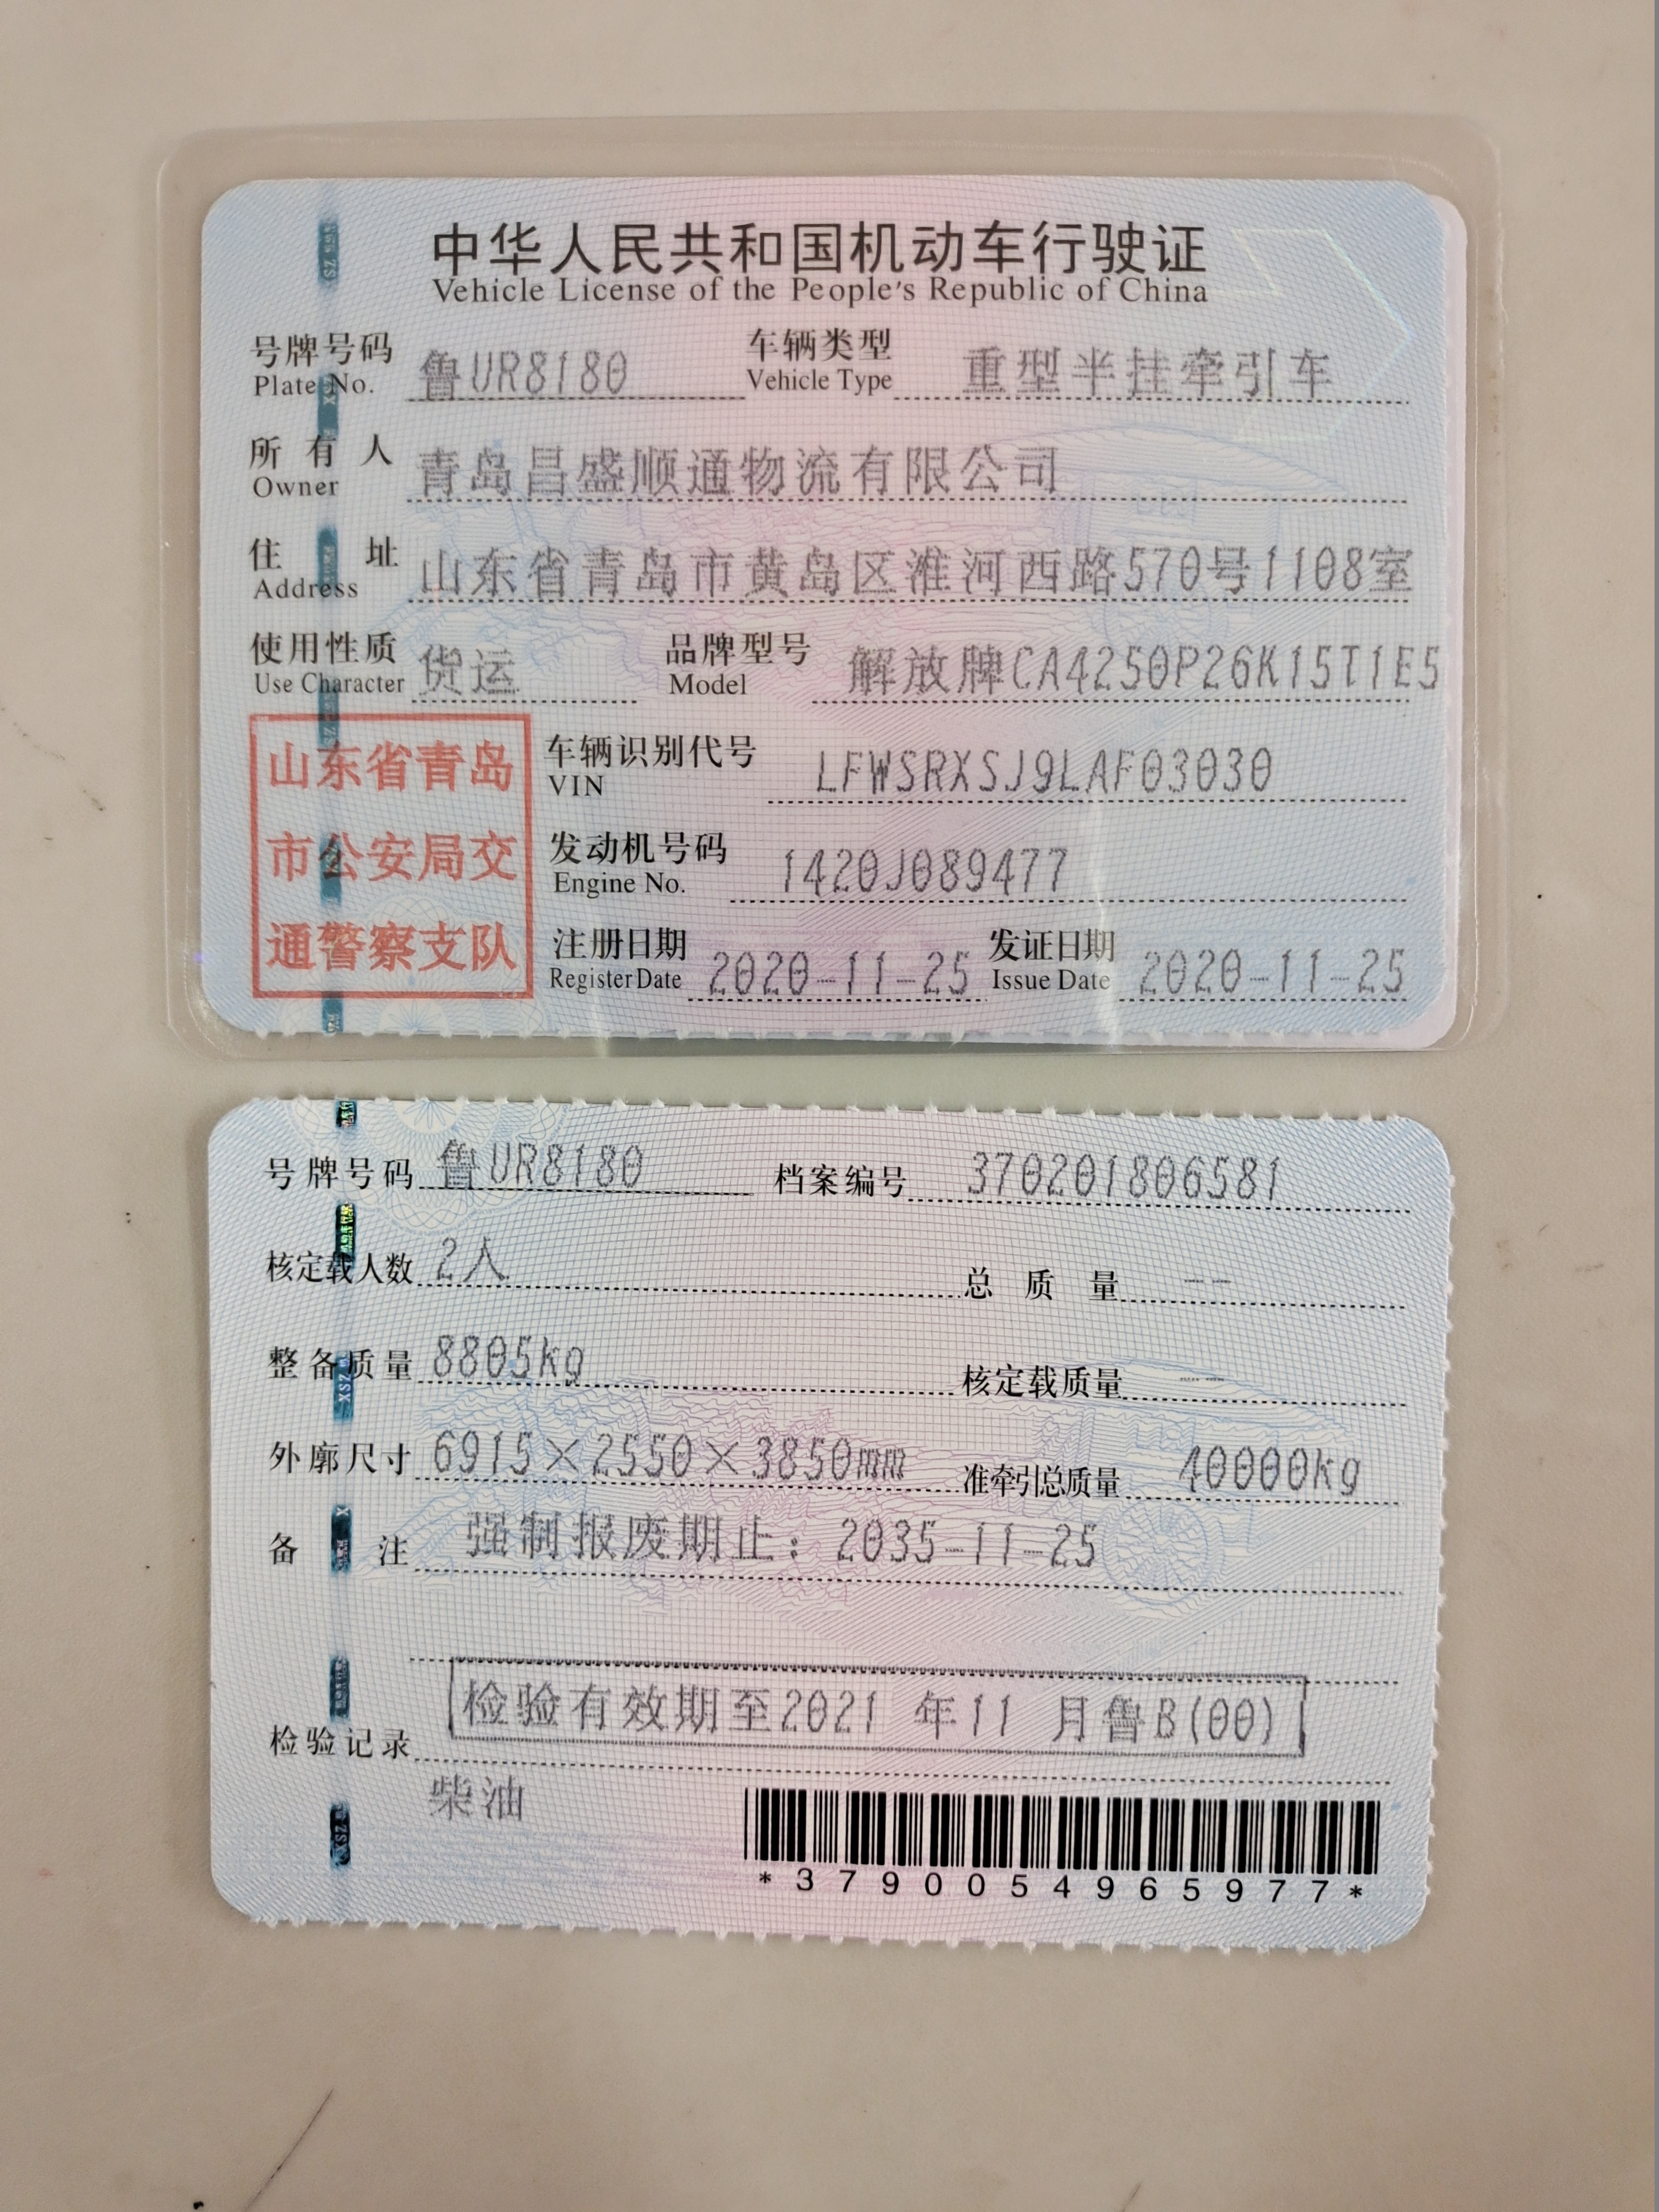 中华人民共和国机动车行驶证
Vehicle License of the People's Republic of China
号牌号码 鲁UR8180 车辆类型 重型半挂牵引车
Plate No. Vehicle Type
所有人 青岛昌盛顺通物流有限公司
Owner
住址 山东省青岛市黄岛区淮河西路570号1108室
Address
使用性质 货运 品牌型号 解放牌CA4250P26K15T1E5
Use Character Model
山东省青岛
市公安局交
通警察支队
车辆识别代号 LFWSRXSJ9LAF03030
VIN
发动机号码 1420J089477
Engine No.
注册日期 2020-11-25 发证日期 2020-11-25
Register Date Issue Date
号牌号码 鲁UR8180 档案编号 370201806581
核定载人数 2人 总质量 --
整备质量 8805kg 核定载质量 --
外廓尺寸 6915×2550×3850mm 准牵引总质量 40000kg
备注 强制报废期止：2035-11-25
检验记录 检验有效期至2021 年11 月鲁B(00)
柴油
*3790054965977*